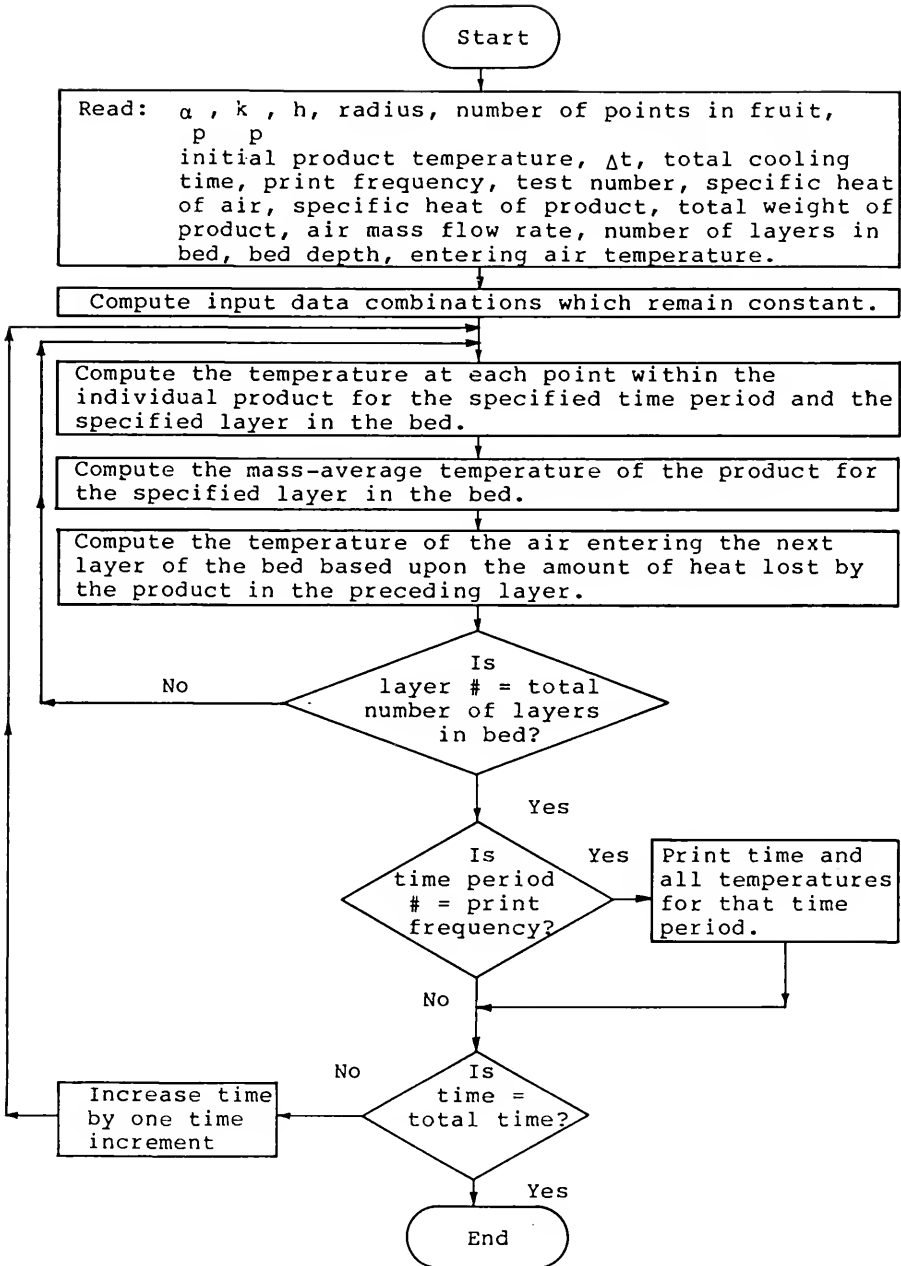 Start
Read: α , k , h, radius, number of points in fruit,
p p
initial product temperature, Δt, total cooling
time, print frequency, test number, specific heat
of air, specific heat of product, total weight of
product, air mass flow rate, number of layers in
bed, bed depth, entering air temperature.
Compute input data combinations which remain constant.
Compute the temperature at each point within the
individual product for the specified time period and the
specified layer in the bed.
Compute the mass-average temperature of the product for
the specified layer in the bed.
Compute the temperature of the air entering the next
layer of the bed based upon the amount of heat lost by
the product in the preceding layer.
Is
layer # = total
number of layers
in bed?
No
Yes
Is
time period
# = print
frequency?
Yes
Print time and
all temperatures
for that time
period.
No
Is
time =
total time?
No
Increase time
by one time
increment
Yes
End